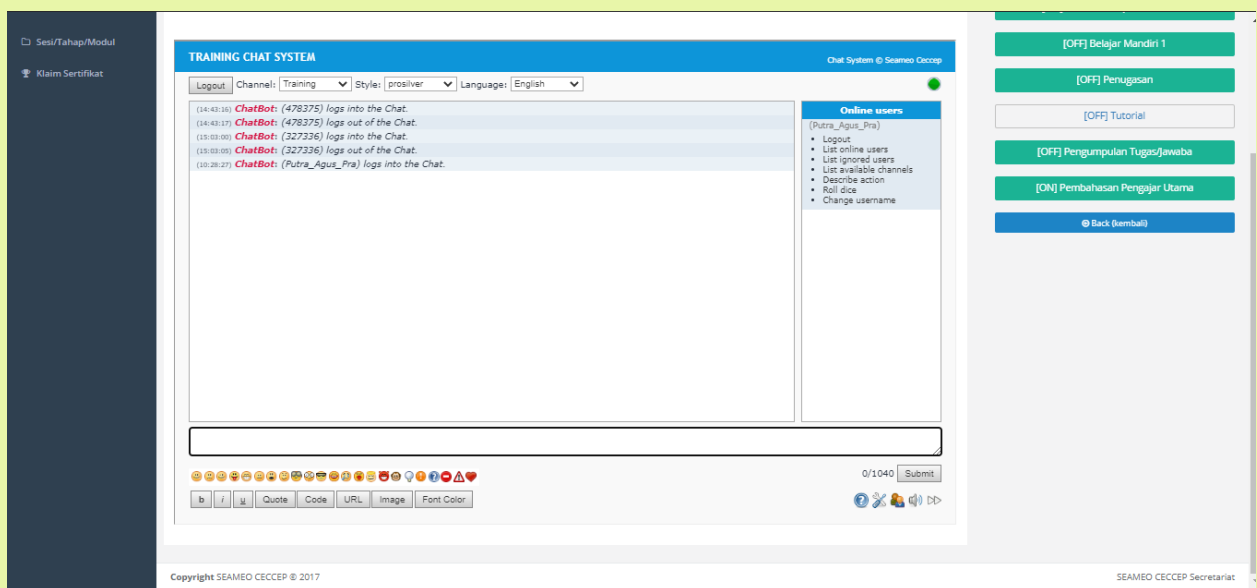 Sesi/Tahap/Modul
Klaim Sertifikat
TRAINING CHAT SYSTEM
Chat System © Seameo Ceccep
Logout Channel: Training Style: prosilver Language: English
(14:43:16) ChatBot: (478375) logs into the Chat.
(14:43:17) ChatBot: (478375) logs out of the Chat.
(15:03:00) ChatBot: (327336) logs into the Chat.
(15:03:05) ChatBot: (327336) logs out of the Chat.
(10:28:27) ChatBot: (Putra_Agus_Pra) logs into the Chat.
Online users
(Putra_Agus_Pra)
Logout
List online users
List ignored users
List available channels
Describe action
Roll dice
Change username
0/1040 Submit
b i u Quote Code URL Image Font Color
[OFF] Belajar Mandiri 1
[OFF] Penugasan
[OFF] Tutorial
[OFF] Pengumpulan Tugas/Jawaba
[ON] Pembahasan Pengajar Utama
Back (kembali)
Copyright SEAMEO CECCEP © 2017
SEAMEO CECCEP Secretariat